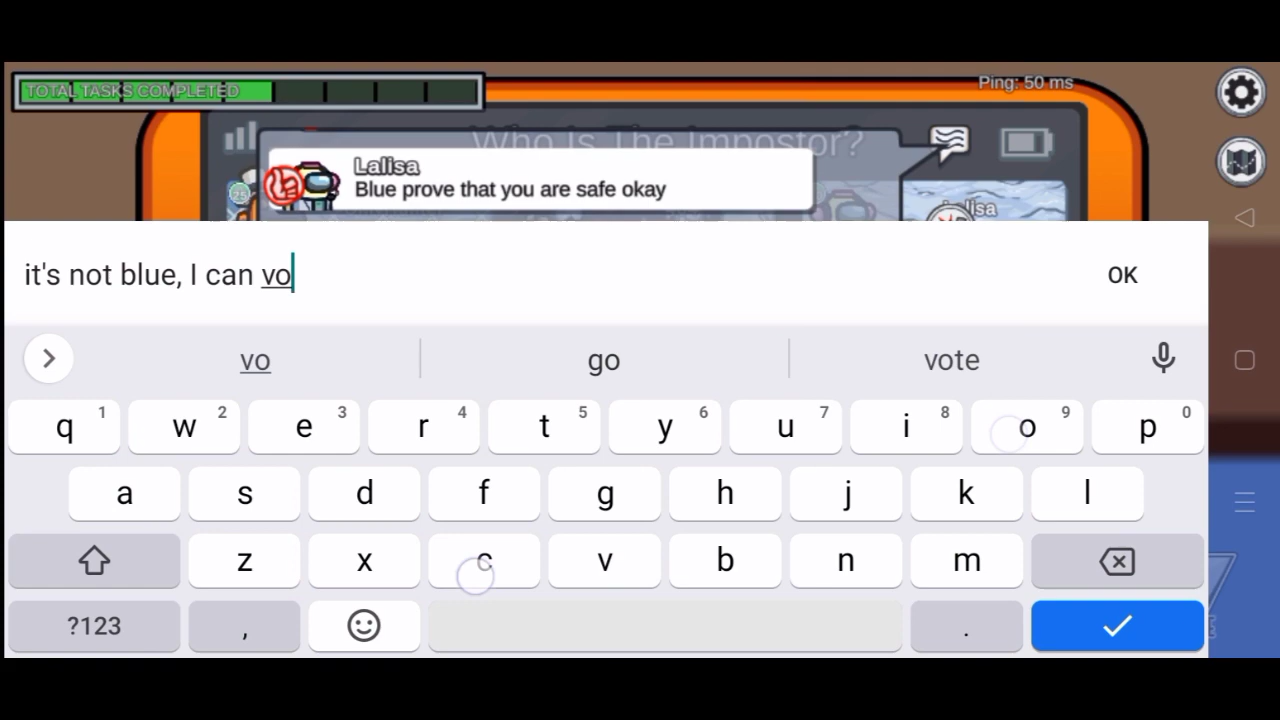 TOTAL TASKS COMPLETED
Ping: 50 ms
Who Is The Impostor?
Lalisa
Blue prove that you are safe okay
25
it's not blue, I can vo
OK
vo go vote
q 1 w 2 e 3 r 4 t 5 y 6 u 7 i 8 o 9 p 0
a s d f g h j k l
z x c v b n m
?123 , .